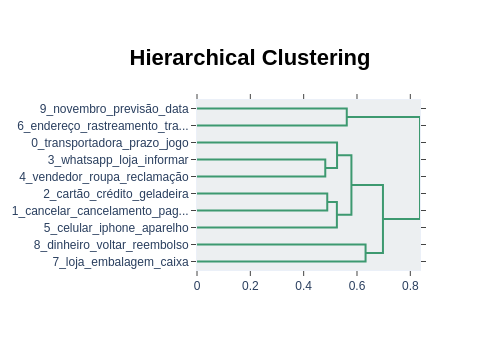 Hierarchical Clustering
9_novembro_previsão_data
6_endereço_rastreamento_tra...
0_transportadora_prazo_jogo
3_whatsapp_loja_informar
4_vendedor_roupa_reclamação
2_cartão_crédito_geladeira
1_cancelar_cancelamento_pag...
5_celular_iphone_aparelho
8_dinheiro_voltar_reembolso
7_loja_embalagem_caixa
0 0.2 0.4 0.6 0.8